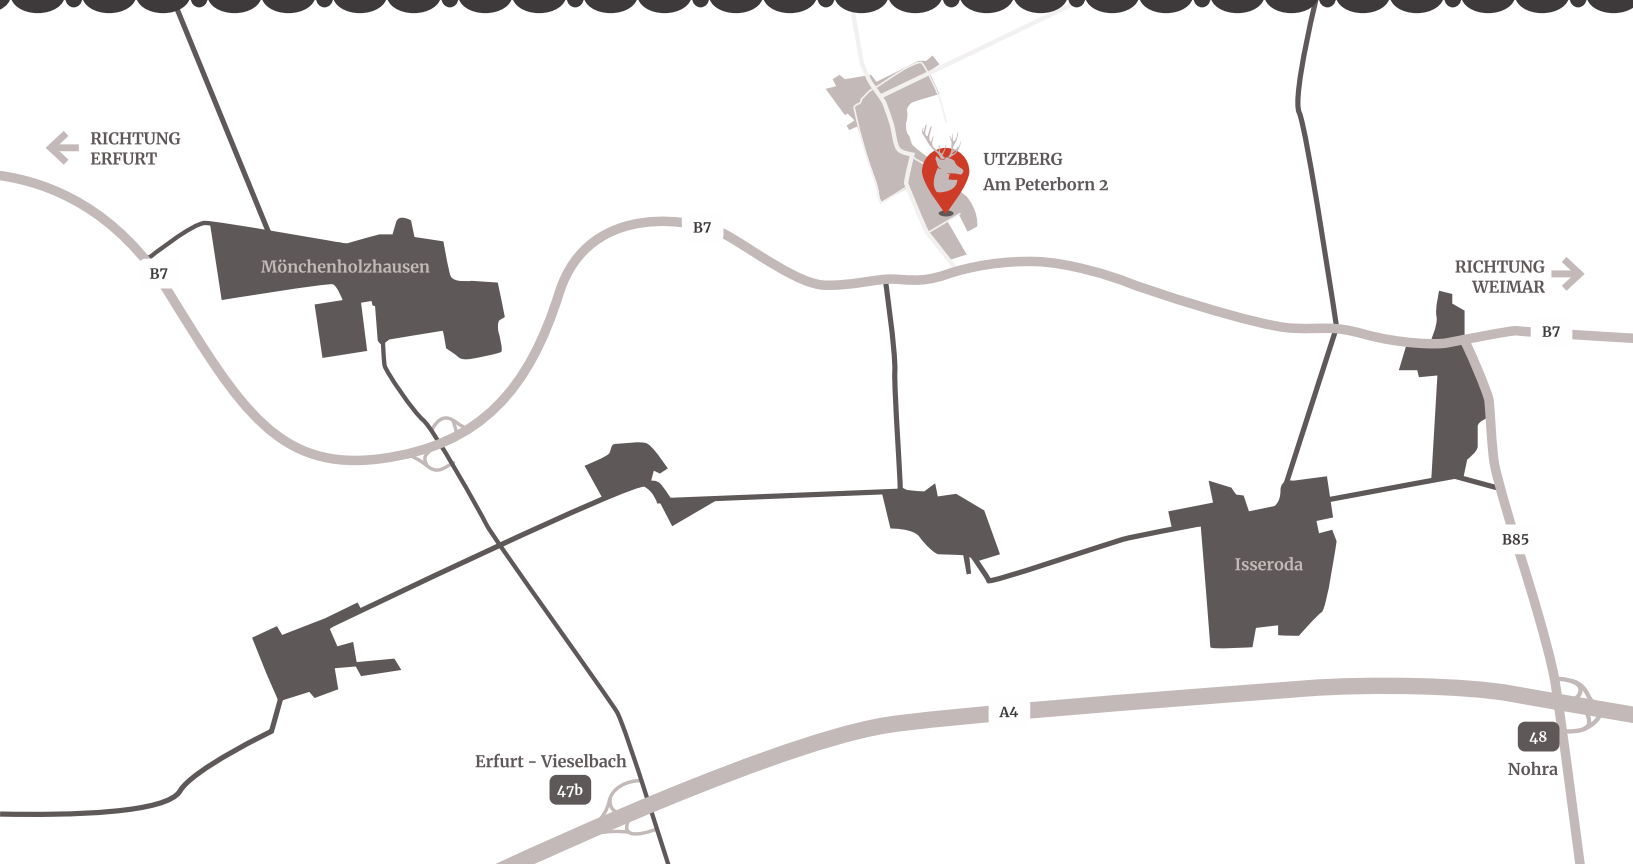 RICHTUNG
ERFURT
UTZBERG
Am Peterborn 2
B7
Mönchenholzhausen
B7
RICHTUNG
WEIMAR
B7
B85
Isseroda
A4
48
Nohra
Erfurt - Vieselbach
47b